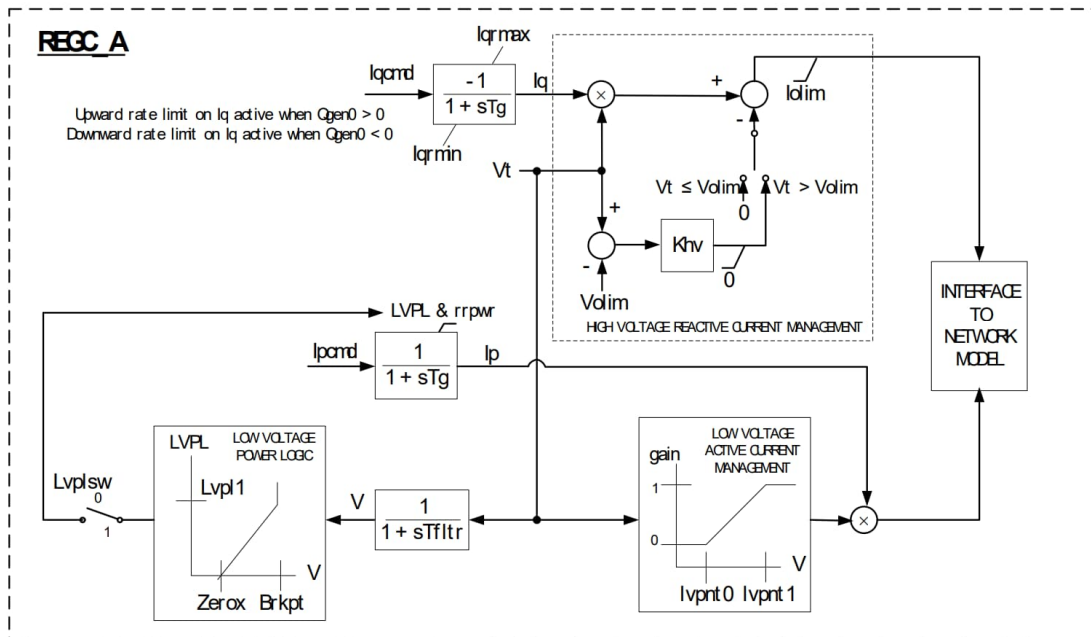 REGC_A
Iqrmax
Iqcmd
-1
1 + sTg
Iq
Iqrmin
Upward rate limit on Iq active when Qgen0 > 0
Downward rate limit on Iq active when Qgen0 < 0
×
+
-
Iolim
Vt
Vt ≤ Volim
Vt > Volim
0
+
-
Khv
0
Volim
HIGH VOLTAGE REACTIVE CURRENT MANAGEMENT
INTERFACE
TO
NETWORK
MODEL
LVPL & rrpwr
Ipcmd
1
1 + sTg
Ip
Lvplsw
0
1
LVPL
LOW VOLTAGE
POWER LOGIC
Lvpl1
V
Zerox
Brkpt
V
1
1 + sTfltr
LOW VOLTAGE
ACTIVE CURRENT
MANAGEMENT
gain
1
0
V
lvpnt0
lvpnt1
×